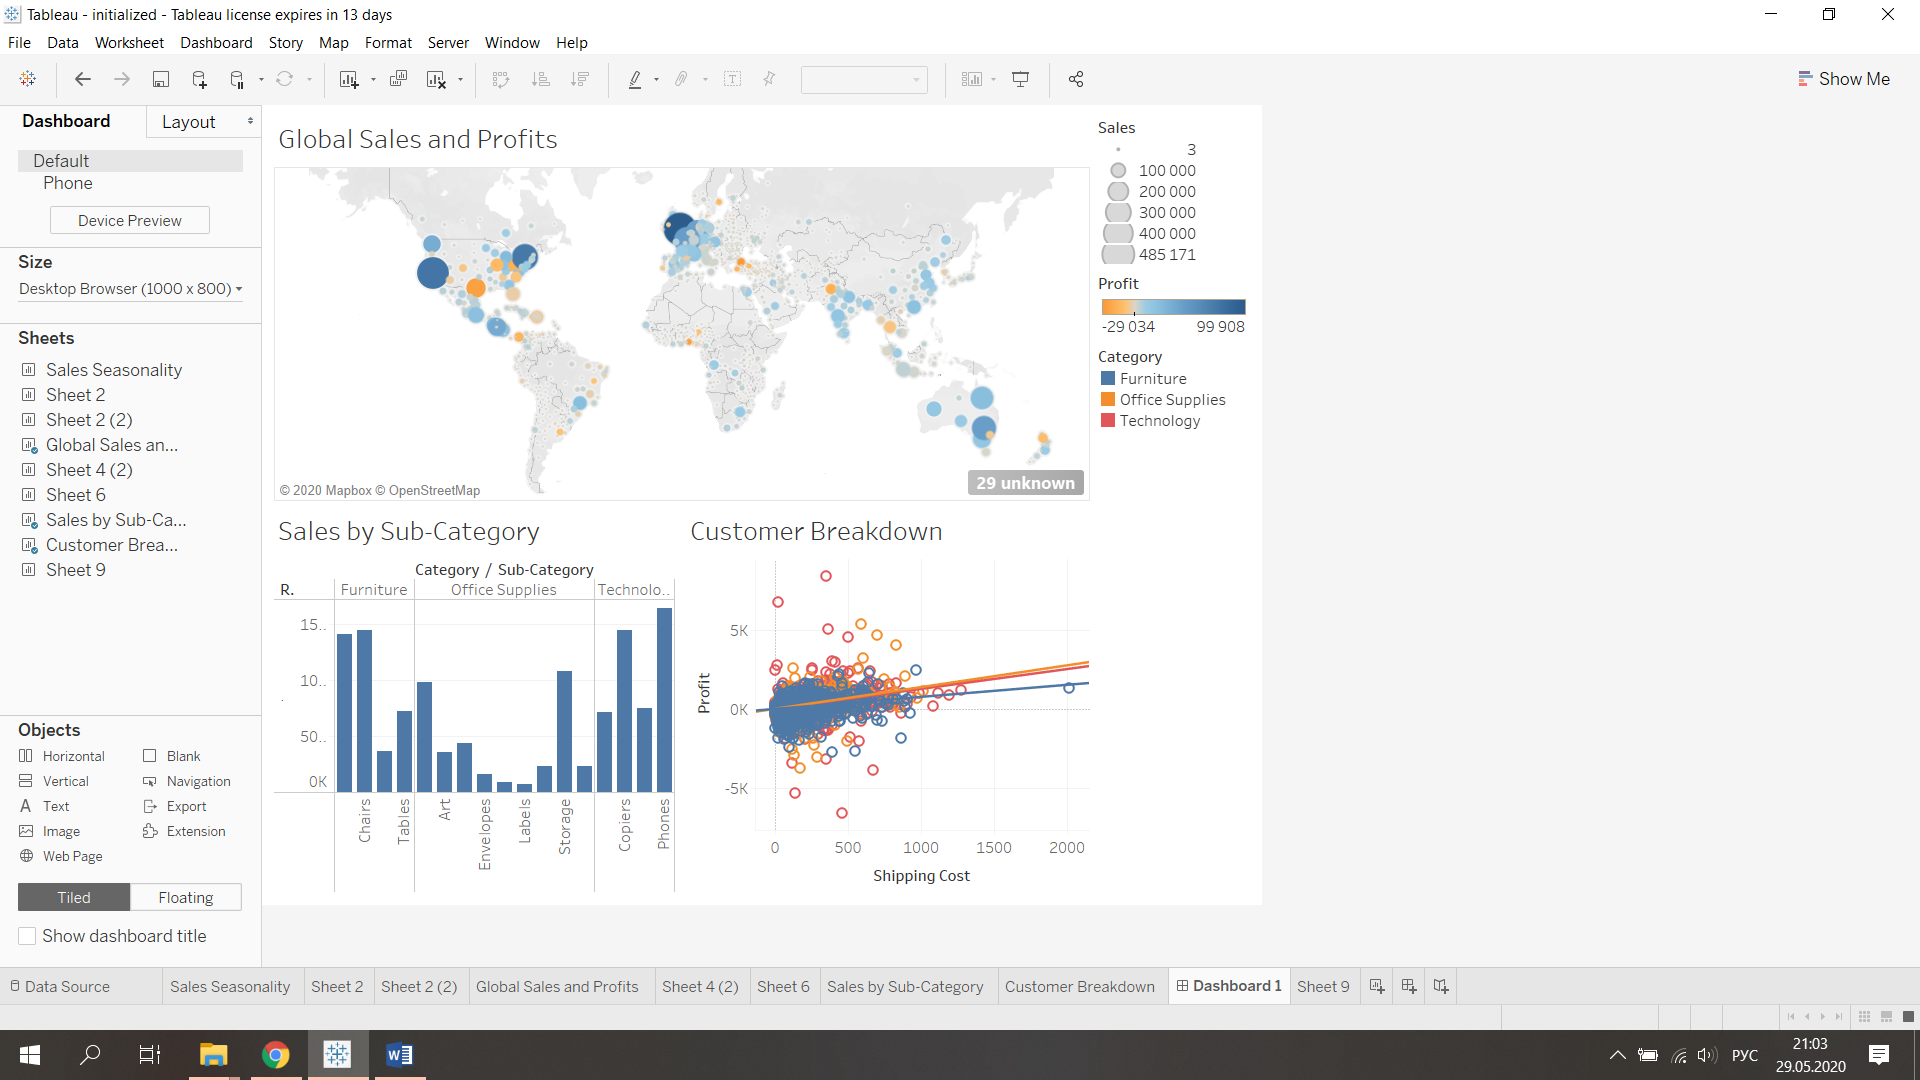 Tableau - initialized - Tableau license expires in 13 days
File Data Worksheet Dashboard Story Map Format Server Window Help
Show Me
Dashboard Layout
Default
Phone
Device Preview
Size
Desktop Browser (1000 x 800)
Sheets
Sales Seasonality
Sheet 2
Sheet 2 (2)
Global Sales an...
Sheet 4 (2)
Sheet 6
Sales by Sub-Ca...
Customer Brea...
Sheet 9
Objects
Horizontal Blank
Vertical Navigation
Text Export
Image Extension
Web Page
Tiled Floating
Show dashboard title
Global Sales and Profits
© 2020 Mapbox © OpenStreetMap
29 unknown
Sales
3
100 000
200 000
300 000
400 000
485 171
Profit
-29 034 99 908
Category
Furniture
Office Supplies
Technology
Sales by Sub-Category
Category / Sub-Category
R. Furniture Office Supplies Technolo..
15..
10..
50..
0K
Chairs Tables Art Envelopes Labels Storage Copiers Phones
Customer Breakdown
Profit
5K
0K
-5K
0 500 1000 1500 2000
Shipping Cost
Data Source Sales Seasonality Sheet 2 Sheet 2 (2) Global Sales and Profits Sheet 4 (2) Sheet 6 Sales by Sub-Category Customer Breakdown Dashboard 1 Sheet 9
РУС
21:03
29.05.2020